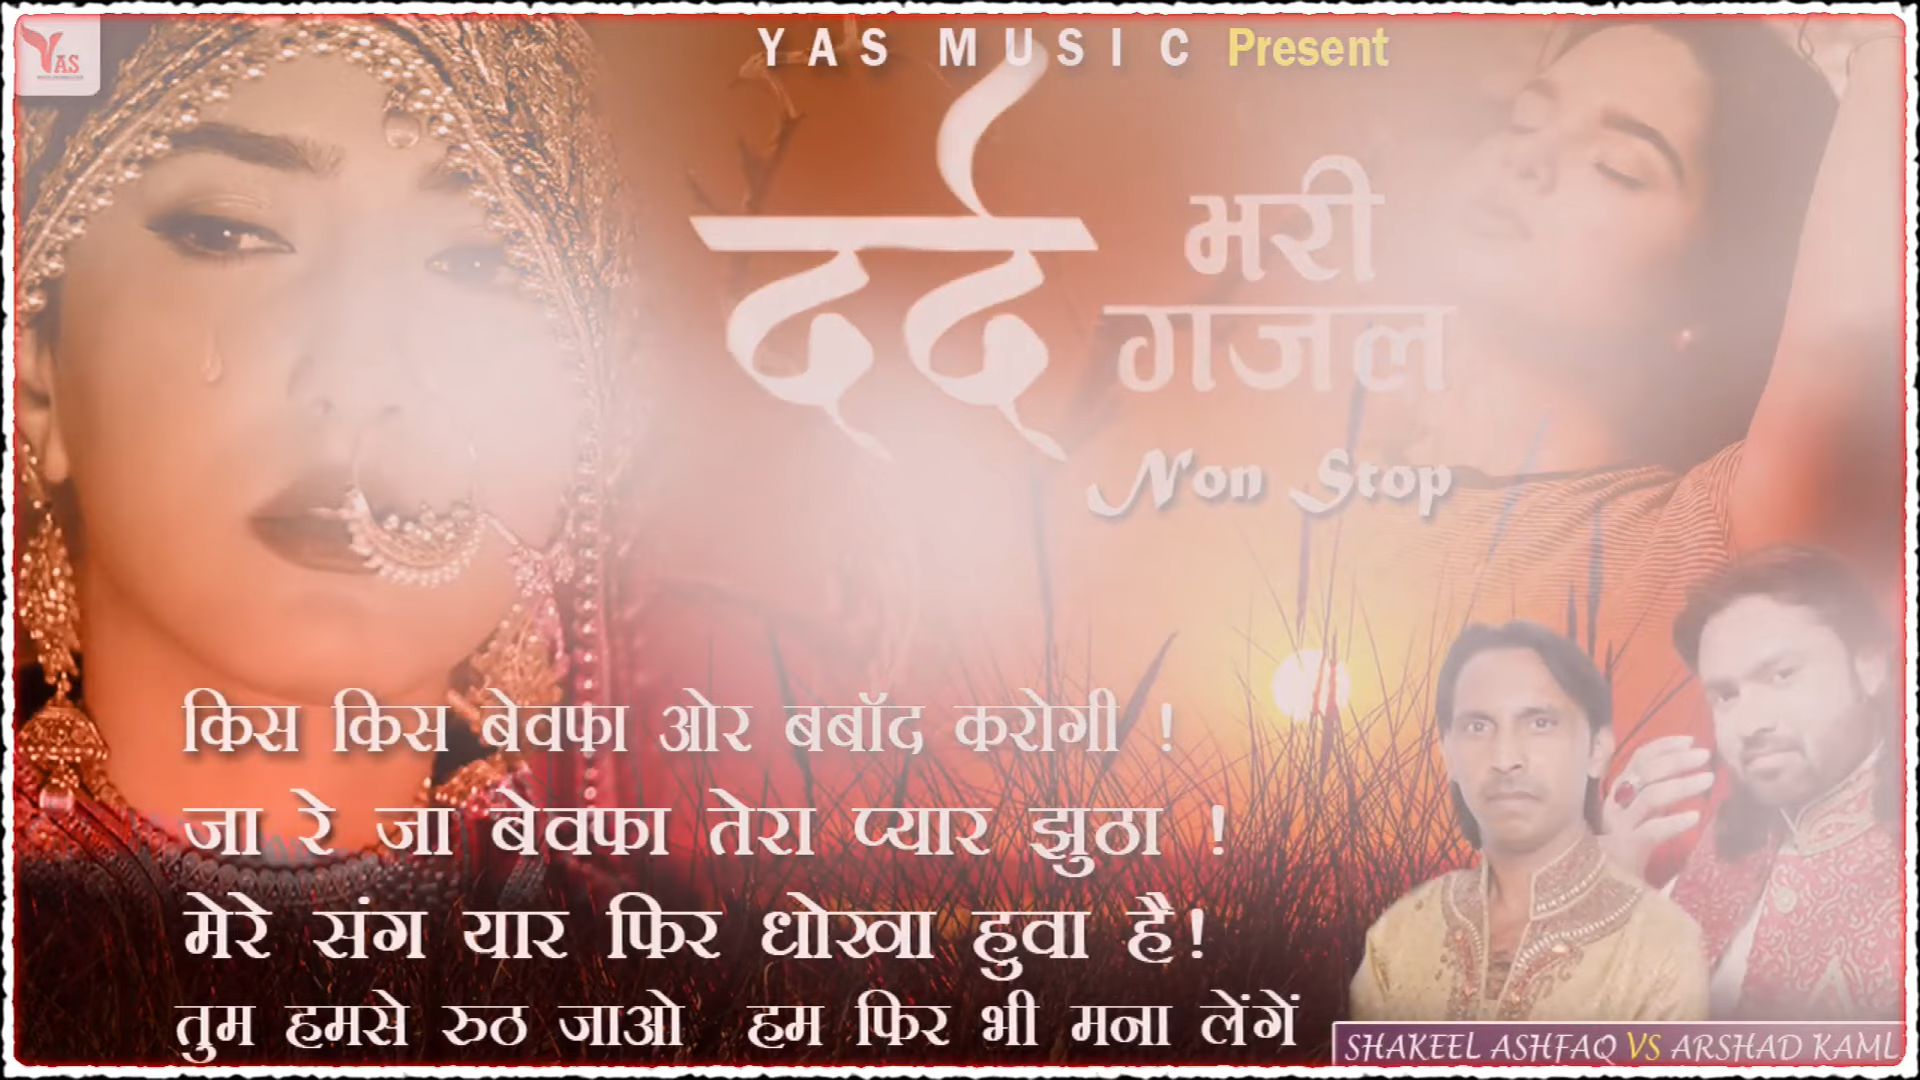 YAS
YAS MUSIC Present
दर्द भरी
गजल
Non Stop
किस किस बेवफा ओर बर्बाद करोगी !
जा रे जा बेवफा तेरा प्यार झुठा !
मेरे संग यार फिर धोखा हुवा है!
तुम हमसे रुठ जाओ हम फिर भी मना लेंगें
SHAKEEL ASHFAQ VS ARSHAD KAML